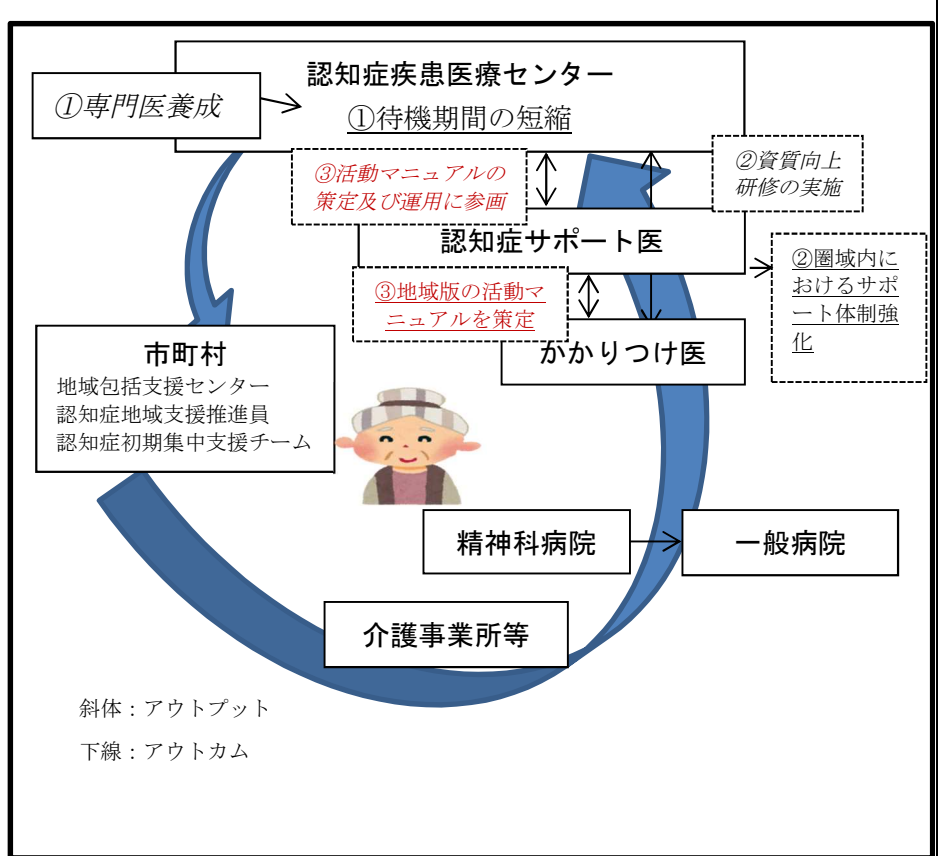 認知症疾患医療センター
①専門医養成
①待機期間の短縮
③活動マニュアルの
策定及び運用に参画
②資質向上
研修の実施
認知症サポート医
②圏域内に
おけるサポ
ート体制強
化
③地域版の活動マ
ニュアルを策定
かかりつけ医
市町村
地域包括支援センター
認知症地域支援推進員
認知症初期集中支援チーム
精神科病院
一般病院
介護事業所等
斜体：アウトプット
下線：アウトカム